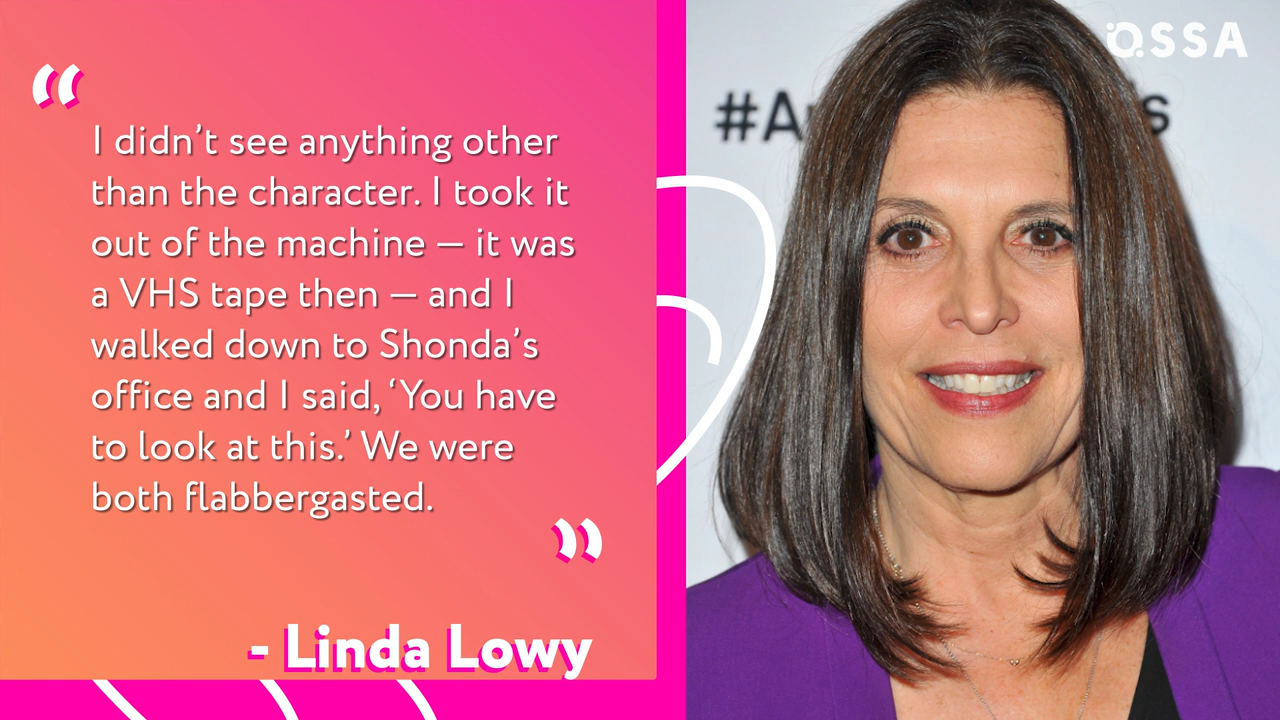 “
I didn’t see anything other
than the character. I took it
out of the machine — it was
a VHS tape then — and I
walked down to Shonda’s
office and I said, ‘You have
to look at this.’ We were
both flabbergasted.
”
- Linda Lowy
OSSA
#A
s